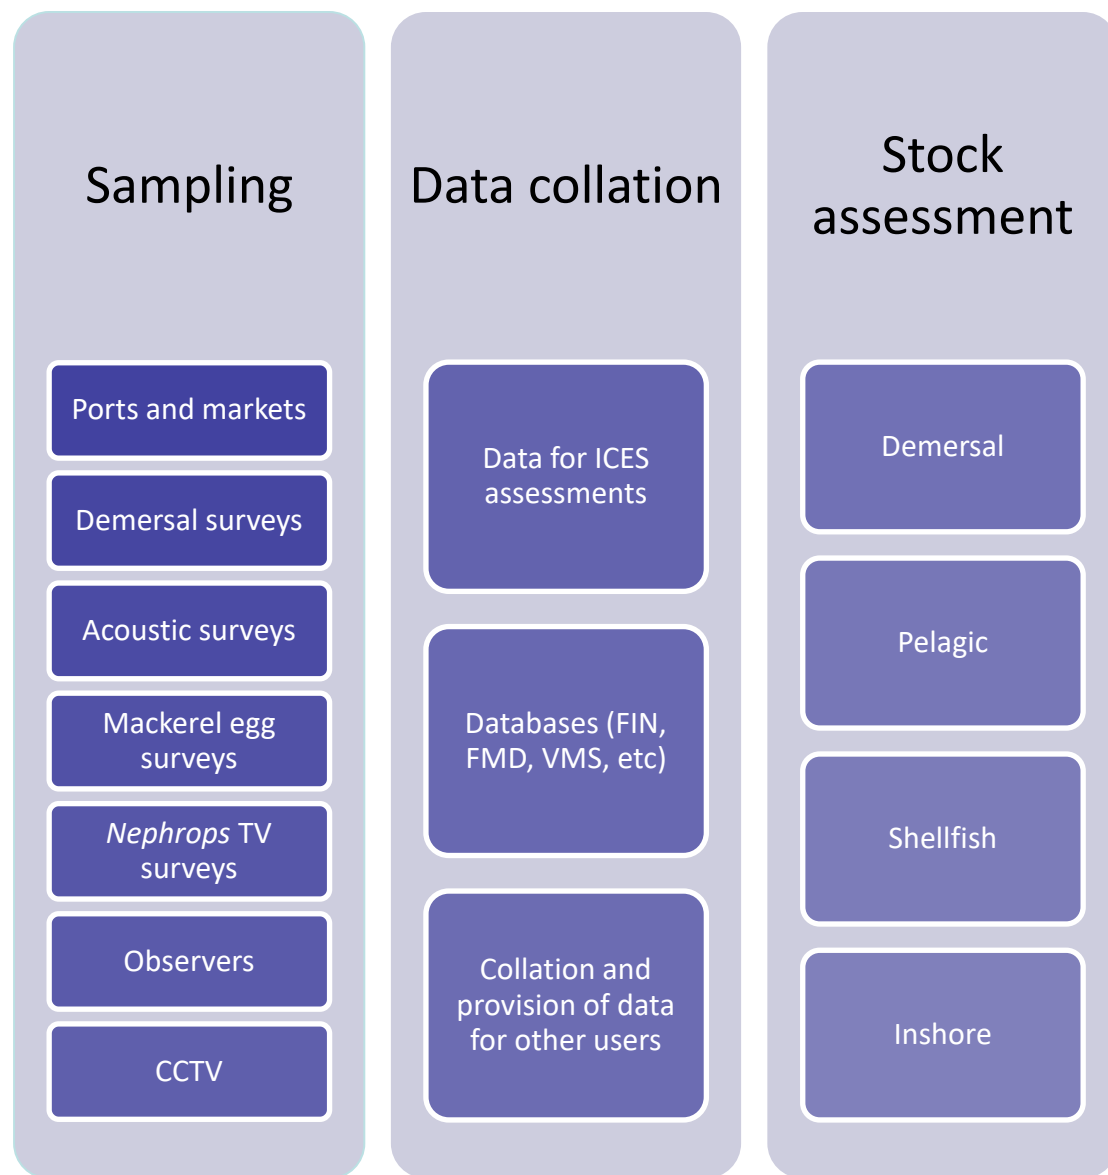 Sampling
Ports and markets
Demersal surveys
Acoustic surveys
Mackerel egg
surveys
Nephrops TV
surveys
Observers
CCTV
Data collation
Data for ICES
assessments
Databases (FIN,
FMD, VMS, etc)
Collation and
provision of data
for other users
Stock
assessment
Demersal
Pelagic
Shellfish
Inshore